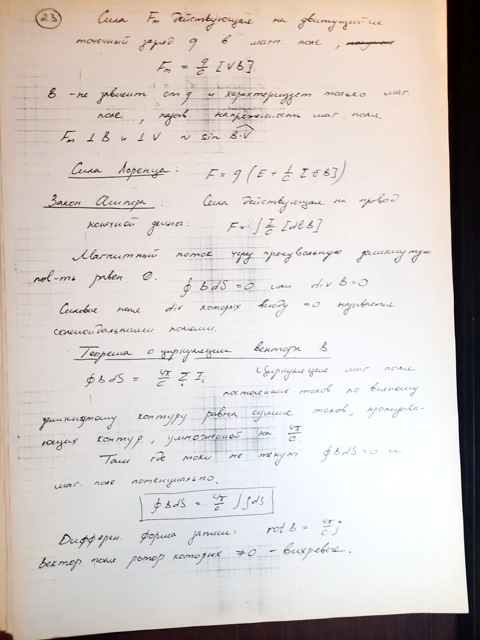 23
Сила Fm действующая на движущийся
точечный заряд q в магн. поле,
Fm = q/c [VB]
B - не зависит от q и характеризует только маг.
поле, назыв. напряженность маг. поля
Fm ⊥ B и ⊥ V ~ sin B^V
Сила Лоренца: F = q (E + 1/c [VB])
Закон Ампера: Сила действующая на провод
конечной длины: F = ∫ I/c [dℓB]
Магнитный поток через произвольную замкнутую
пов-ть равен 0. ∮ B dS = 0 или div B = 0
Силовые поля div которых всюду = 0 называются
соленоидальными полями.
Теорема о циркуляции вектора B
∮ B dS = 4π/c Σ Ii Циркуляция маг. поля
постоянных токов по всякому
замкнутому контуру равна сумме токов, пронизыва-
ющих контур, умноженной на 4π/c
Там где токи не текут ∮ B dS = 0 и
маг. поле потенциально.
∮ B dS = 4π/c ∫ j dS
Дифферен. форма записи: rot B = 4π/c j
Вектор. поле ротор которых ≠ 0 - вихревое.